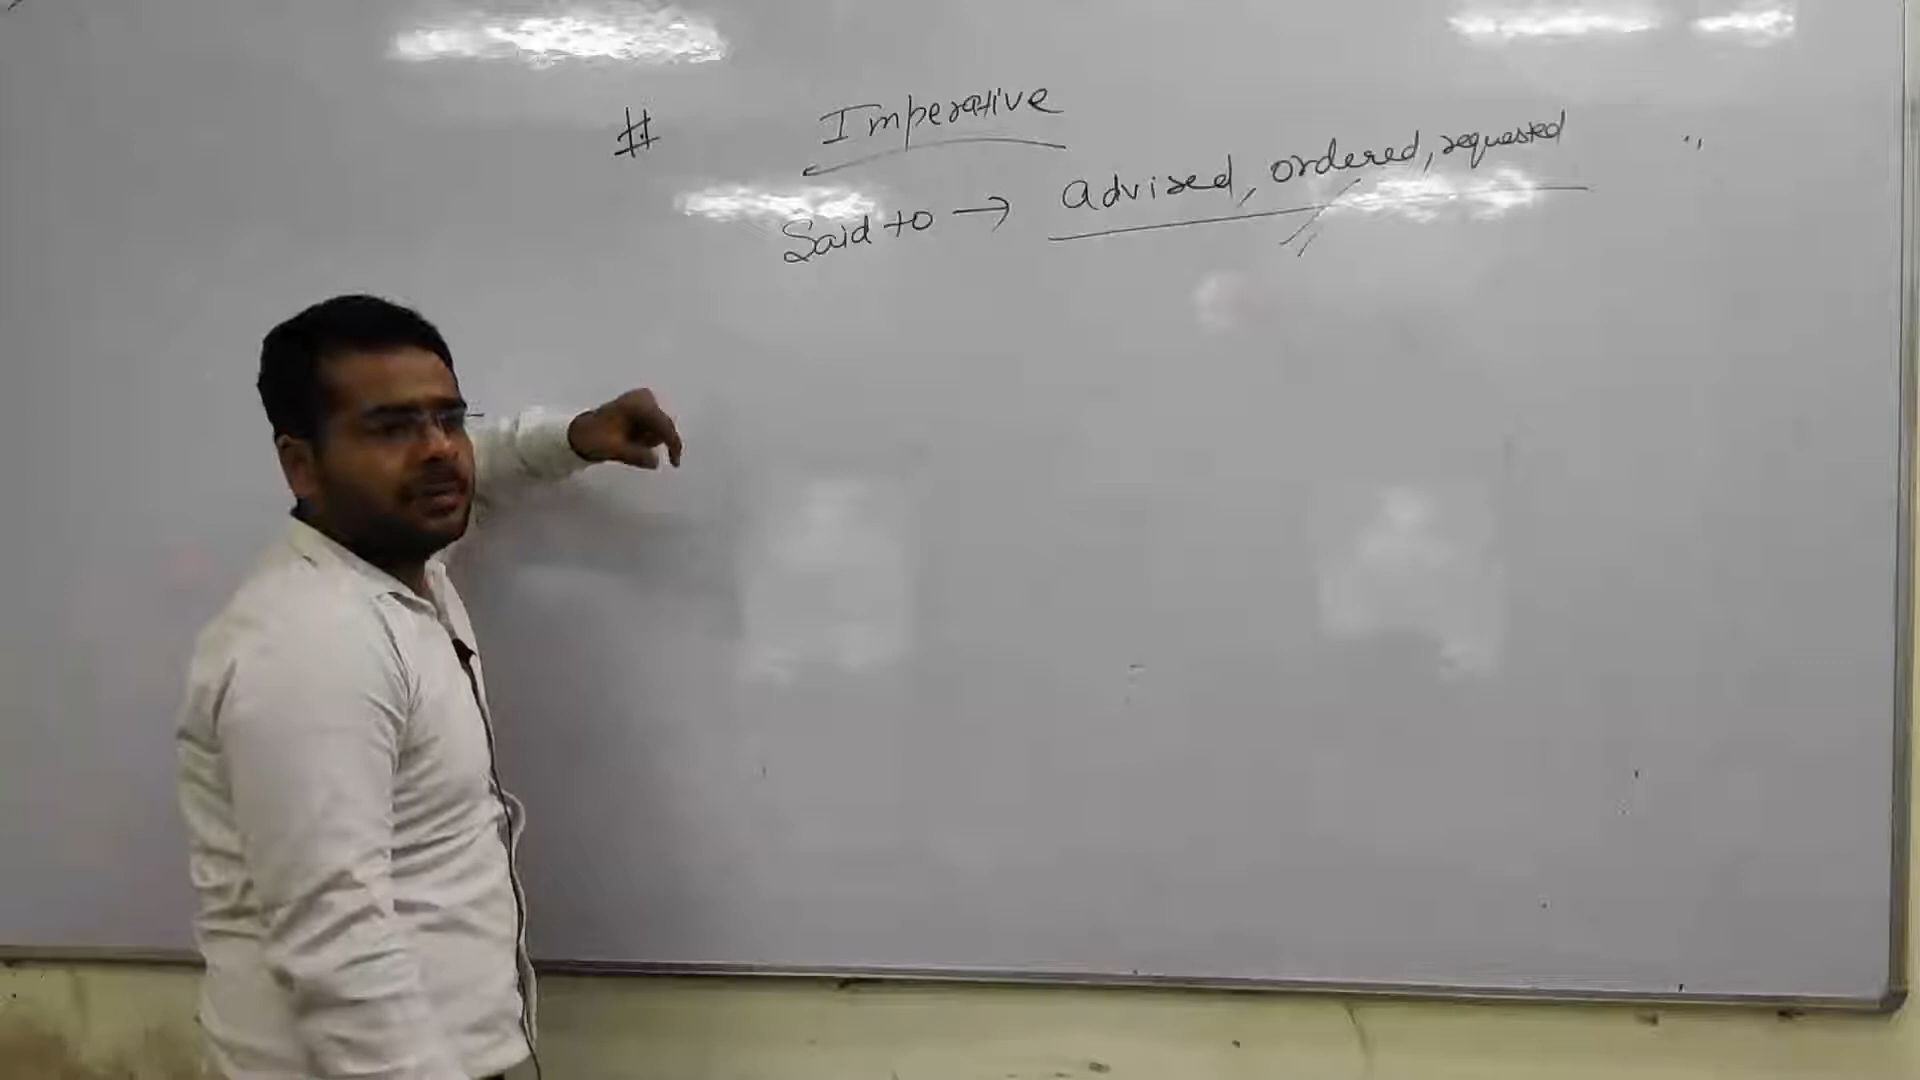 # Imperative
Said to → advised, ordered, requested